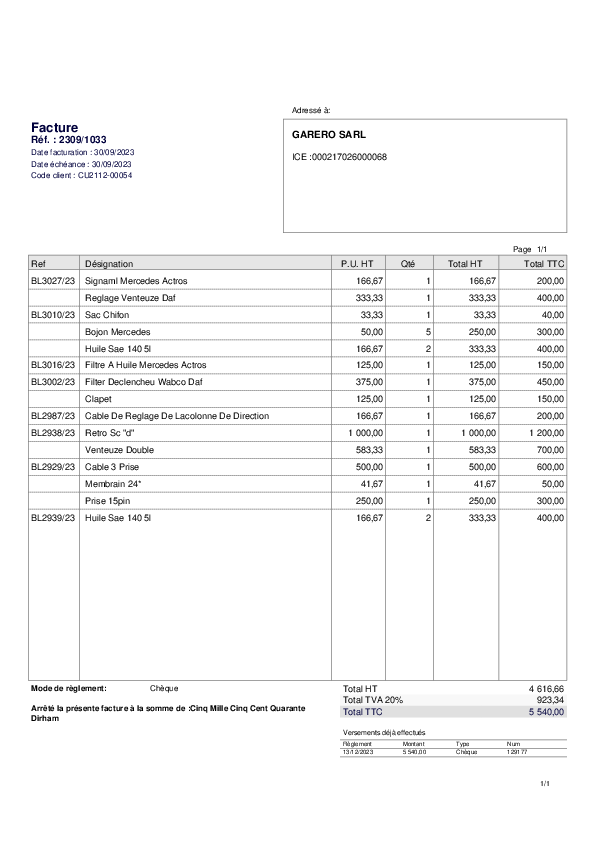 Adressé à:
Facture
Réf. : 2309/1033
Date facturation : 30/09/2023
Date échéance : 30/09/2023
Code client : CU2112-00054
GARERO SARL
ICE :000217026000068
Page 1/1
Ref Désignation P.U. HT Qté Total HT Total TTC
BL3027/23 Signaml Mercedes Actros 166,67 1 166,67 200,00
Reglage Venteuze Daf 333,33 1 333,33 400,00
BL3010/23 Sac Chifon 33,33 1 33,33 40,00
Bojon Mercedes 50,00 5 250,00 300,00
Huile Sae 140 5l 166,67 2 333,33 400,00
BL3016/23 Filtre A Huile Mercedes Actros 125,00 1 125,00 150,00
BL3002/23 Filter Declencheu Wabco Daf 375,00 1 375,00 450,00
Clapet 125,00 1 125,00 150,00
BL2987/23 Cable De Reglage De Lacolonne De Direction 166,67 1 166,67 200,00
BL2938/23 Retro Sc "d" 1 000,00 1 1 000,00 1 200,00
Venteuze Double 583,33 1 583,33 700,00
BL2929/23 Cable 3 Prise 500,00 1 500,00 600,00
Membrain 24* 41,67 1 41,67 50,00
Prise 15pin 250,00 1 250,00 300,00
BL2939/23 Huile Sae 140 5l 166,67 2 333,33 400,00
Mode de règlement: Chèque
Arrêté la présente facture à la somme de :Cinq Mille Cinq Cent Quarante
Dirham
Total HT 4 616,66
Total TVA 20% 923,34
Total TTC 5 540,00
Versements déjà effectués
Règlement Montant Type Num
13/12/2023 5 540,00 Chèque 129177
1/1